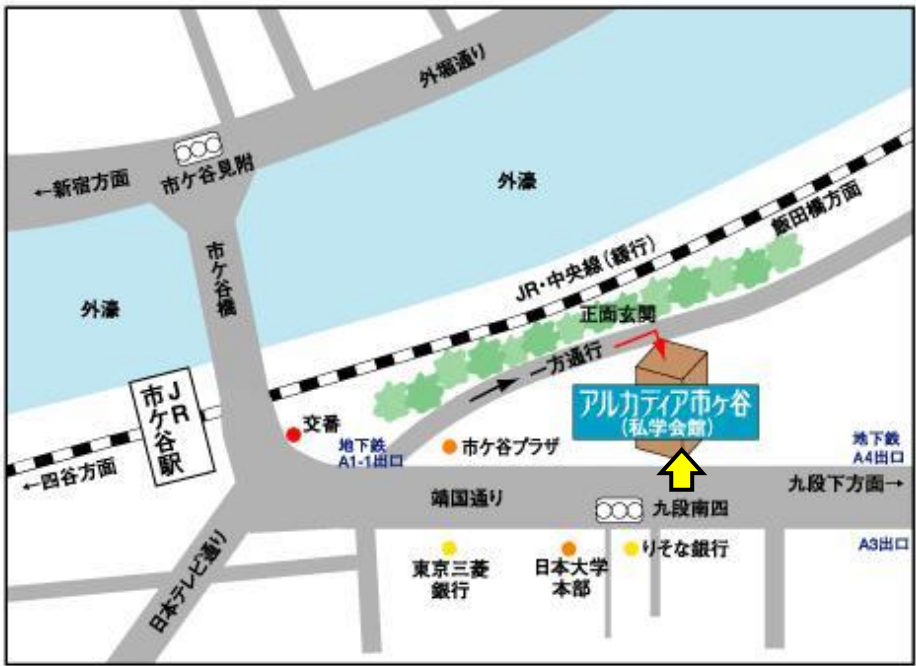 外堀通り
←新宿方面
市ケ谷見附
外濠
飯田橋方面
市ケ谷橋
JR・中央線(緩行)
外濠
正面玄関
一方通行
JR
市ケ谷駅
アルカディア市ヶ谷
(私学会館)
交番
地下鉄
A1-1出口
市ケ谷プラザ
地下鉄
A4出口
←四谷方面
靖国通り
九段南四
九段下方面→
日本テレビ通り
東京三菱
銀行
日本大学
本部
りそな銀行
A3出口